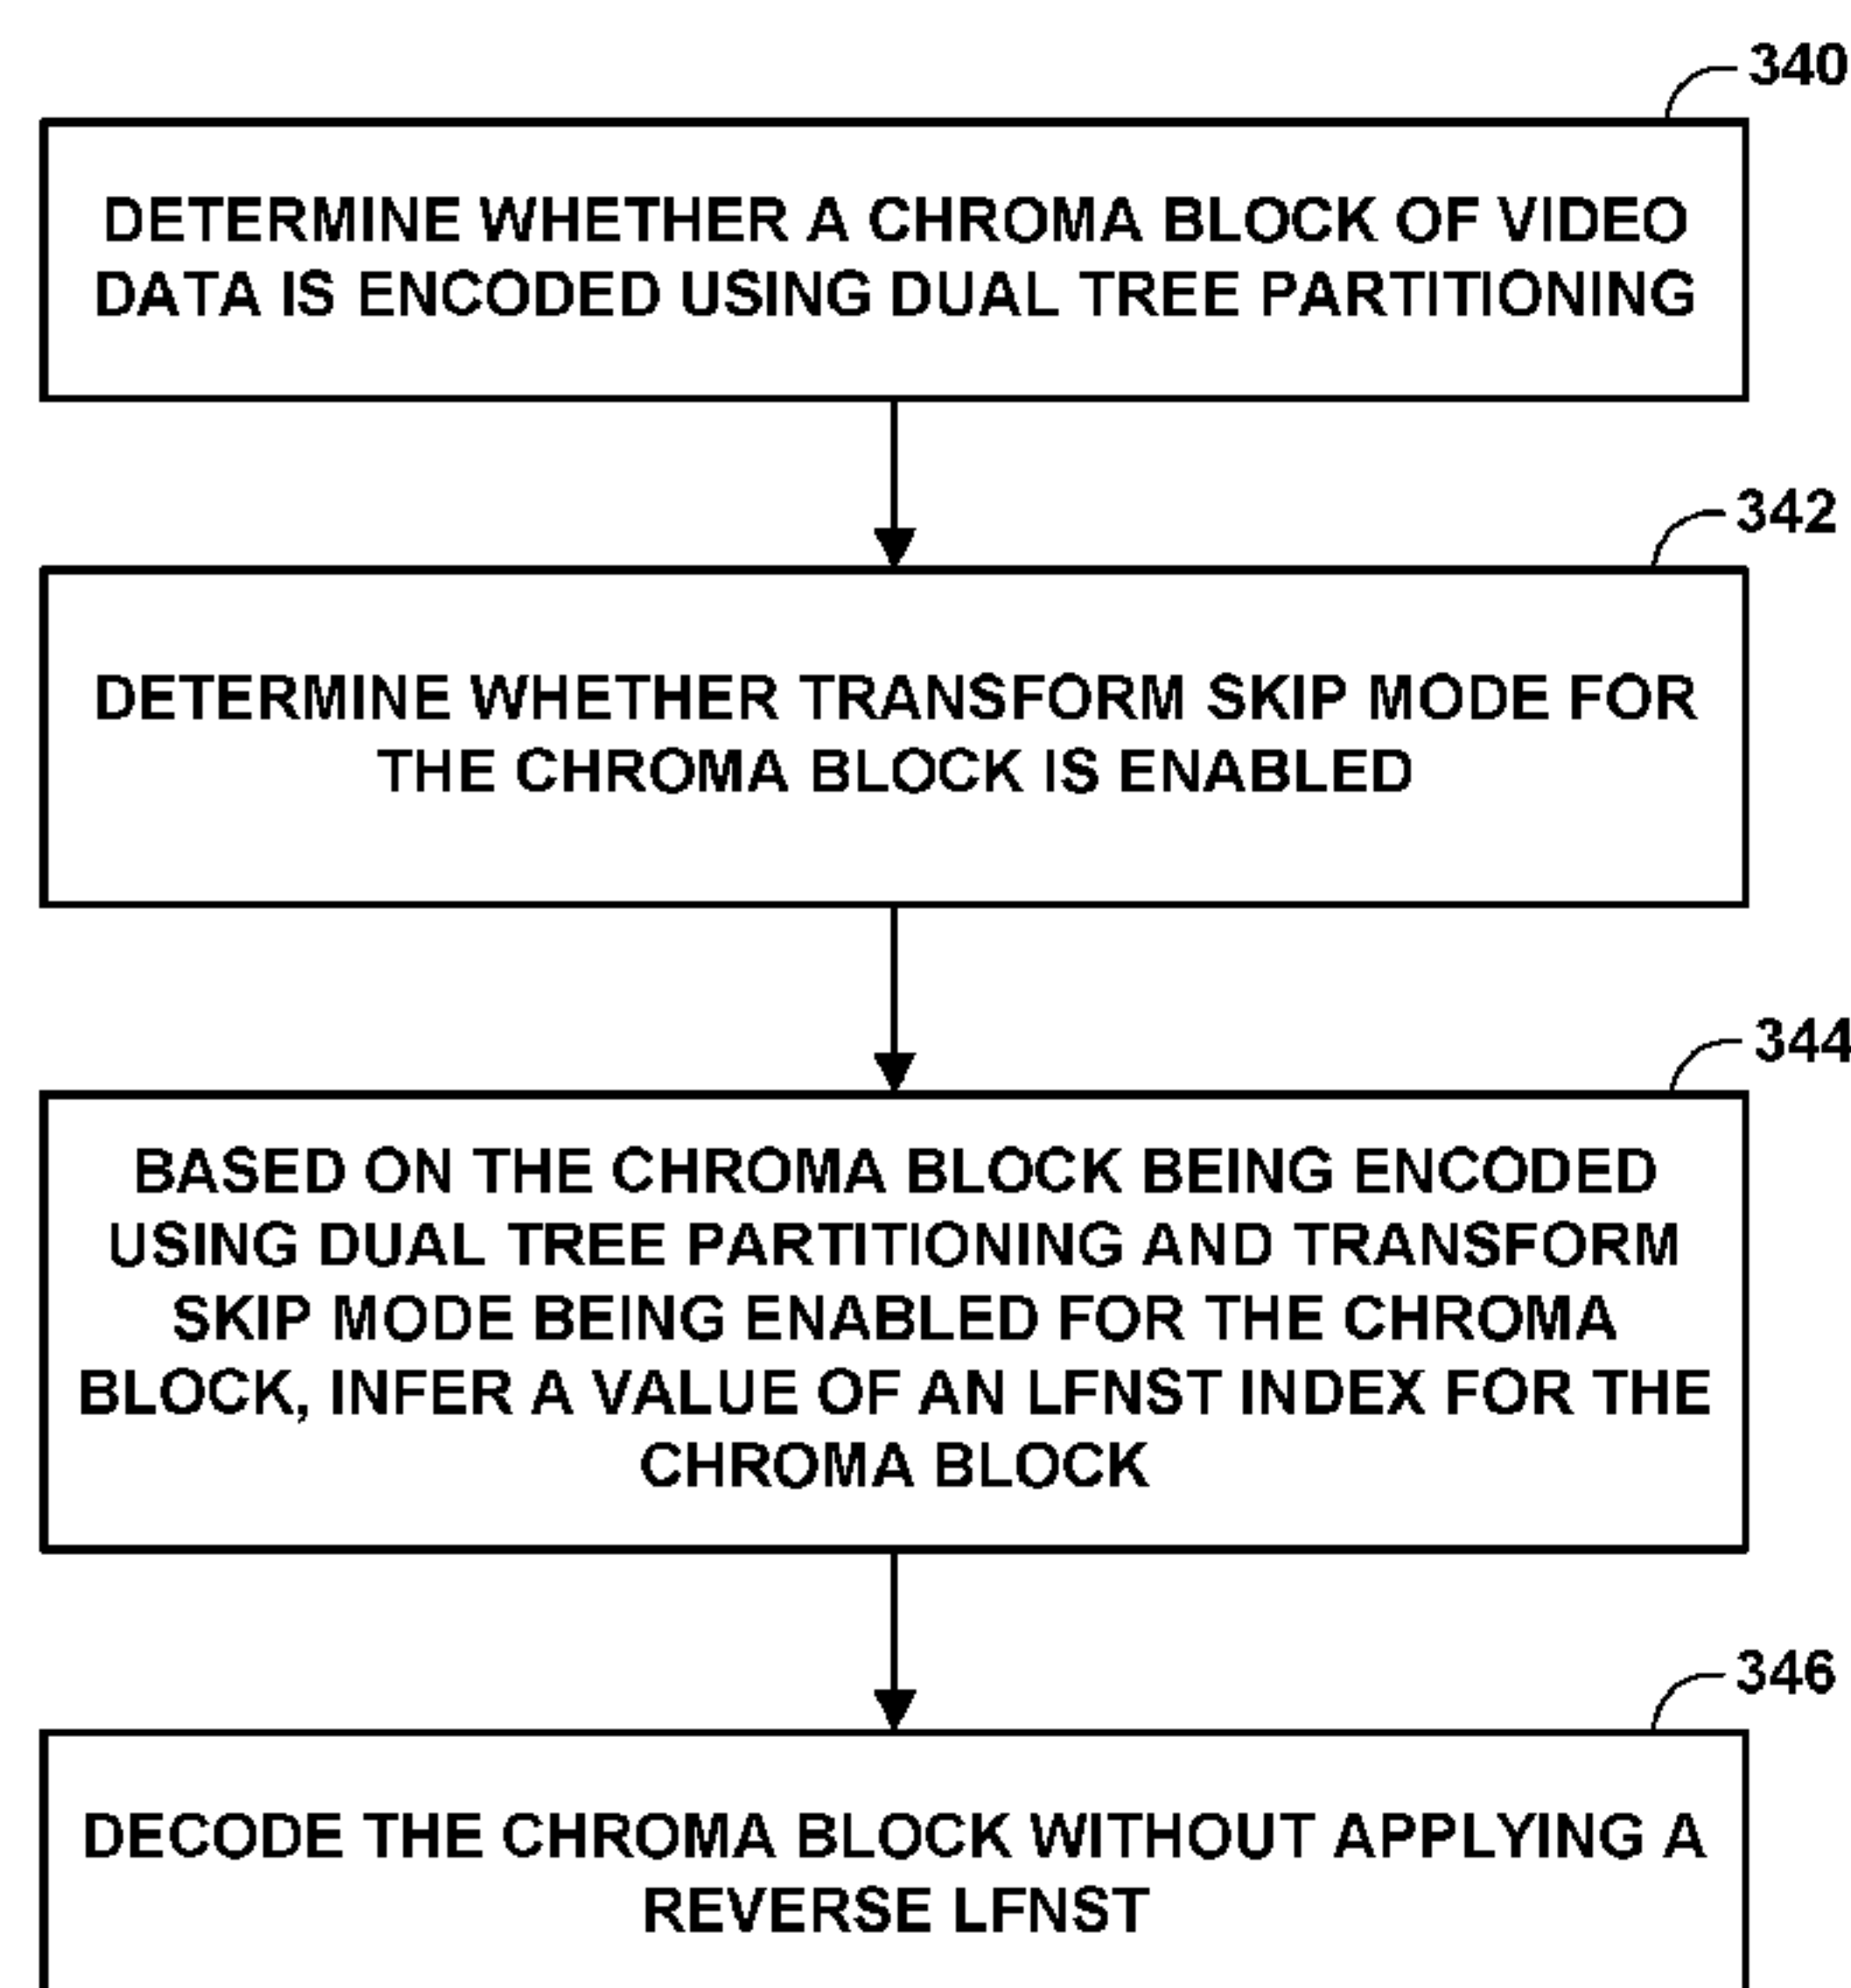 340
DETERMINE WHETHER A CHROMA BLOCK OF VIDEO
DATA IS ENCODED USING DUAL TREE PARTITIONING
342
DETERMINE WHETHER TRANSFORM SKIP MODE FOR
THE CHROMA BLOCK IS ENABLED
344
BASED ON THE CHROMA BLOCK BEING ENCODED
USING DUAL TREE PARTITIONING AND TRANSFORM
SKIP MODE BEING ENABLED FOR THE CHROMA
BLOCK, INFER A VALUE OF AN LFNST INDEX FOR THE
CHROMA BLOCK
346
DECODE THE CHROMA BLOCK WITHOUT APPLYING A
REVERSE LFNST